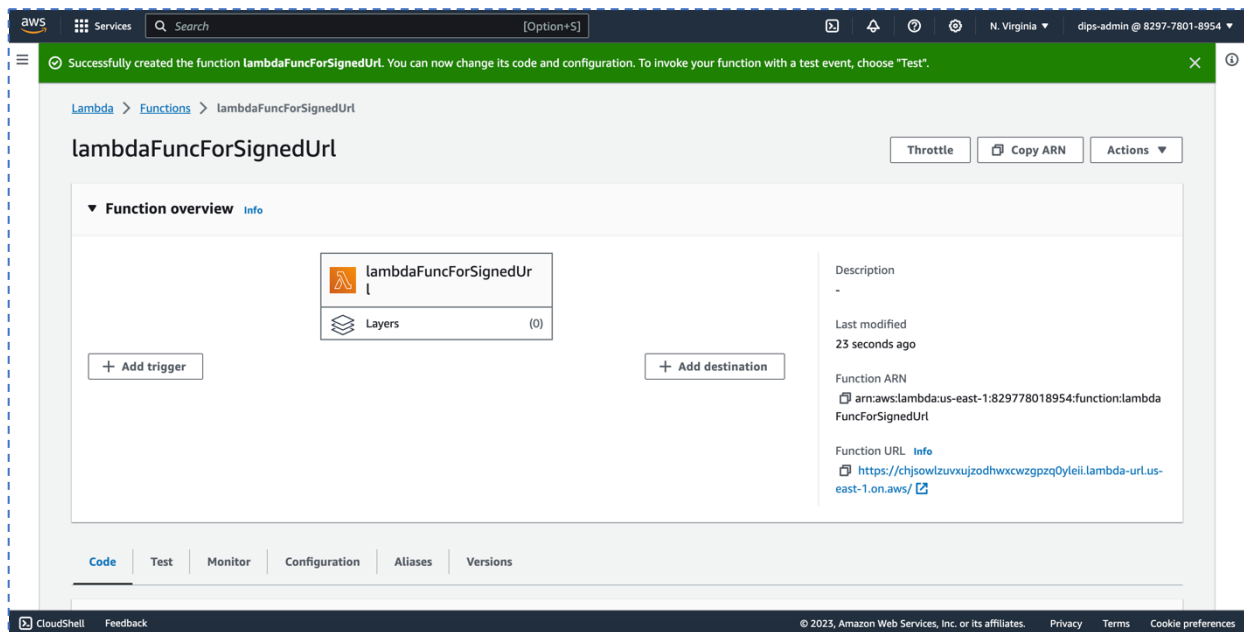 aws
Services
Search
[Option+S]
N. Virginia
dips-admin @ 8297-7801-8954
Successfully created the function lambdaFuncForSignedUrl. You can now change its code and configuration. To invoke your function with a test event, choose "Test".
Lambda > Functions > lambdaFuncForSignedUrl
lambdaFuncForSignedUrl
Throttle
Copy ARN
Actions
Function overview Info
lambdaFuncForSignedUr
l
Layers (0)
+ Add trigger
+ Add destination
Description
-
Last modified
23 seconds ago
Function ARN
arn:aws:lambda:us-east-1:829778018954:function:lambda
FuncForSignedUrl
Function URL Info
https://chjsowlzuvxujzodhwxcwzgpzq0yleii.lambda-url.us-
east-1.on.aws/
Code
Test
Monitor
Configuration
Aliases
Versions
CloudShell
Feedback
© 2023, Amazon Web Services, Inc. or its affiliates.
Privacy
Terms
Cookie preferences